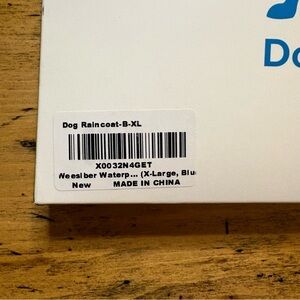 Do
Dog Raincoat-B-XL
X0032N4GET
Weesiber Waterp... (X-Large, Blu
New MADE IN CHINA